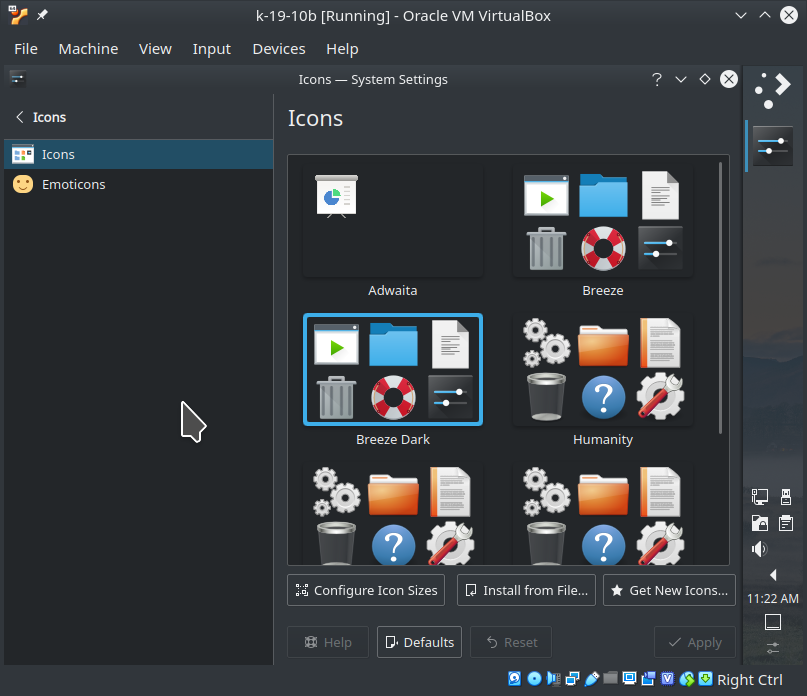 k-19-10b [Running] - Oracle VM VirtualBox
File Machine View Input Devices Help
Icons — System Settings
Icons
Icons
Emoticons
Icons
Adwaita
Breeze
Breeze Dark
Humanity
Configure Icon Sizes
Install from File...
Get New Icons...
Help
Defaults
Reset
Apply
11:22 AM
Right Ctrl